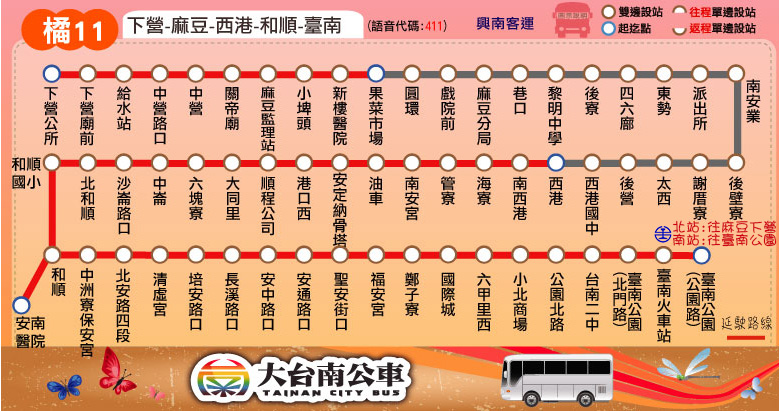 橘11
下營-麻豆-西港-和順-臺南
(語音代碼:411)
興南客運
雙邊設站
往程單邊設站
起迄點
返程單邊設站
下營公所
下營廟前
給水站
中營路口
中營
關帝廟
麻豆監理站
小埤頭
新樓醫院
果菜市場
圓環
戲院前
麻豆分局
巷口
黎明中學
後寮
四六廊
東勢
派出所
南安業
和順國小
北和順
沙崙路口
中崙
六塊寮
大同里
順程公司
港口西
安定納骨塔
油車
南安宮
管寮
海寮
南西港
西港
西港國中
後營
太西
謝厝寮
後壁寮
北站:往麻豆下營
南站:往臺南公園
和順
中洲寮保安宮
北安路四段
清虛宮
培安路口
長溪路口
安中路口
安通路口
聖安街口
福安宮
鄭子寮
國際城
六甲里西
小北商場
公園北路
台南二中
臺南公園(北門路)
臺南火車站
臺南公園(公園路)
安南醫院
延駛路線
大台南公車
TAINAN CITY BUS